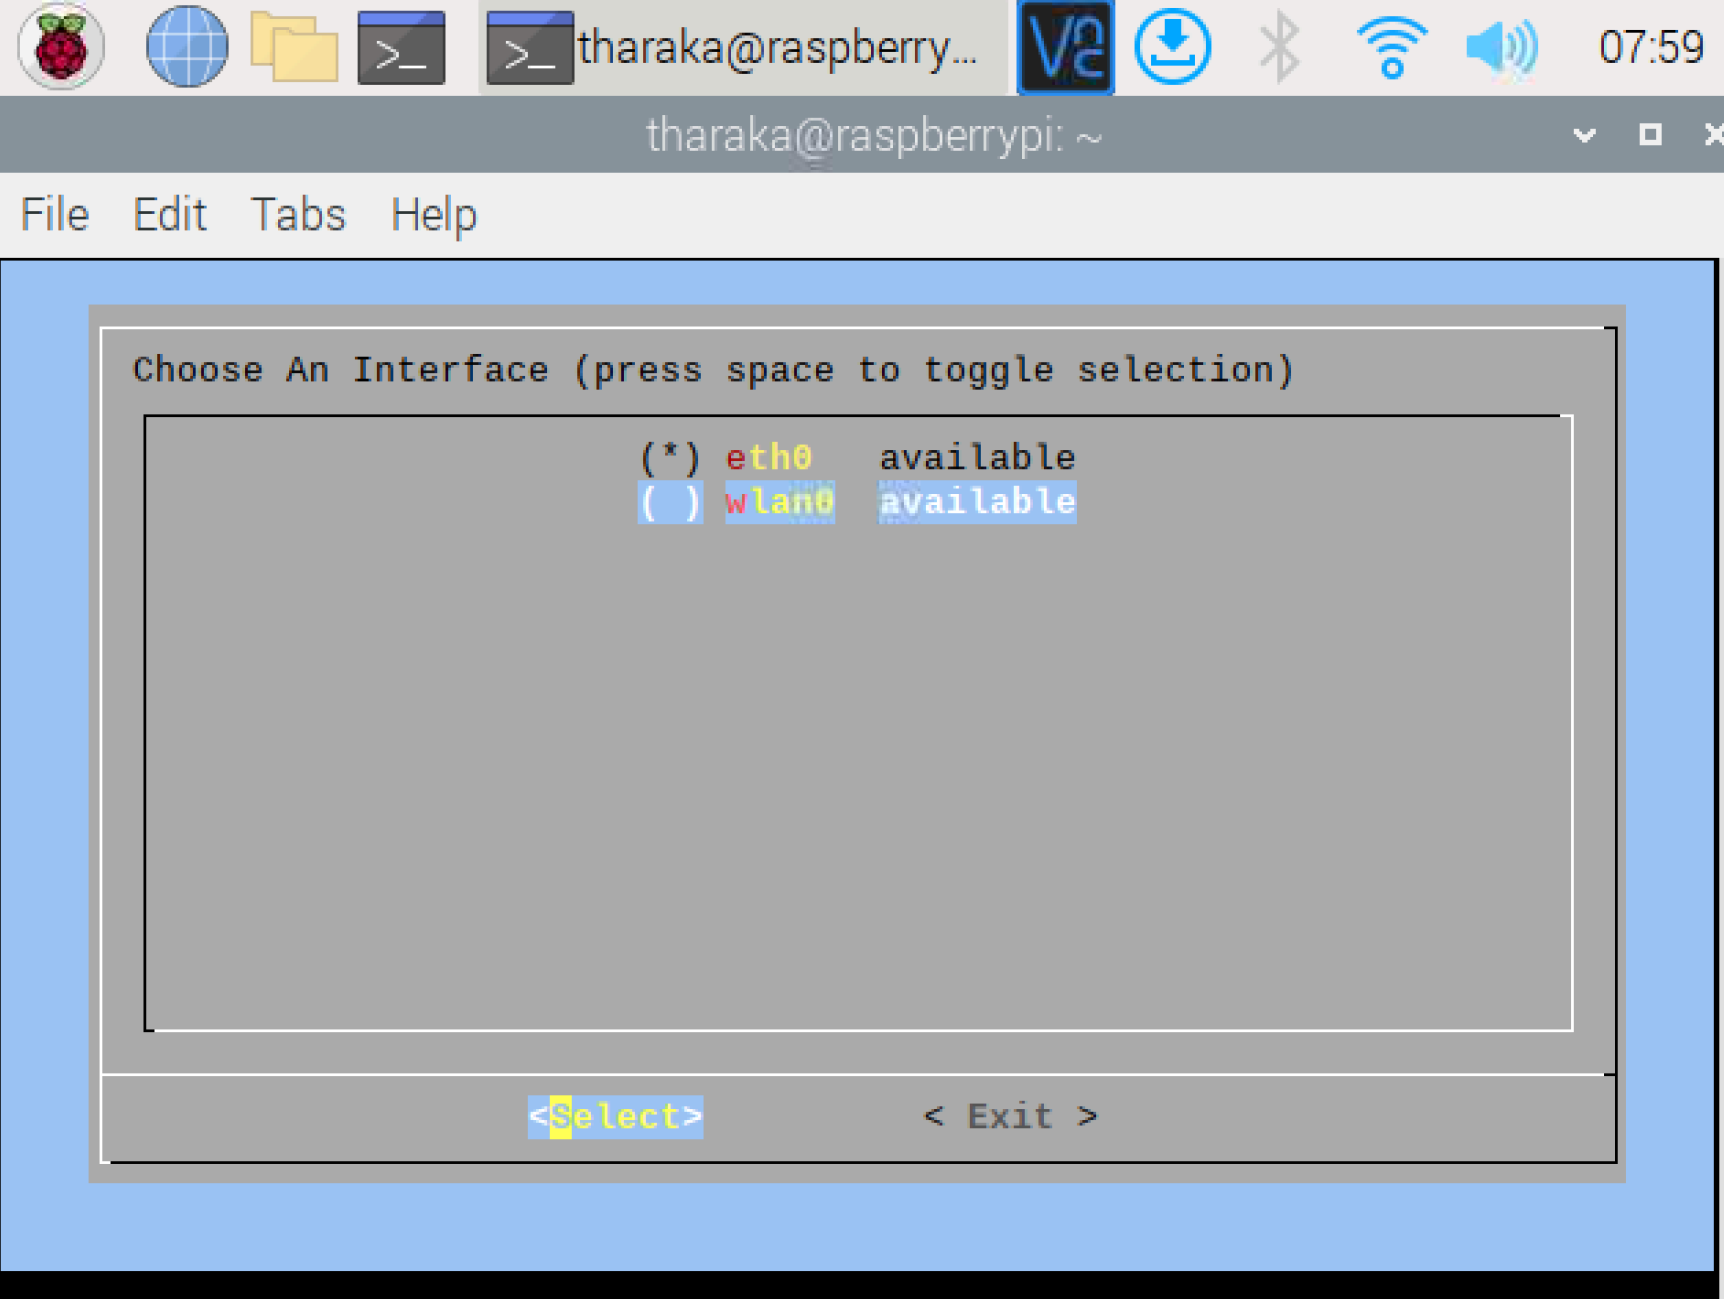 tharaka@raspberry... 07:59
tharaka@raspberrypi: ~
File Edit Tabs Help
Choose An Interface (press space to toggle selection)
(*) eth0 available
( ) wlan0 available
<Select> < Exit >